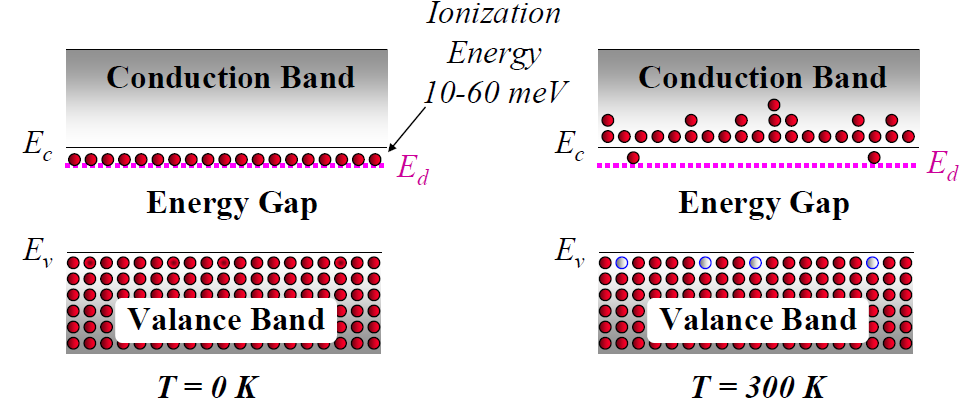 Ionization
Energy
10-60 meV
Conduction Band
Ec
Ed
Energy Gap
Ev
Valance Band
T = 0 K
Conduction Band
Ec
Ed
Energy Gap
Ev
Valance Band
T = 300 K